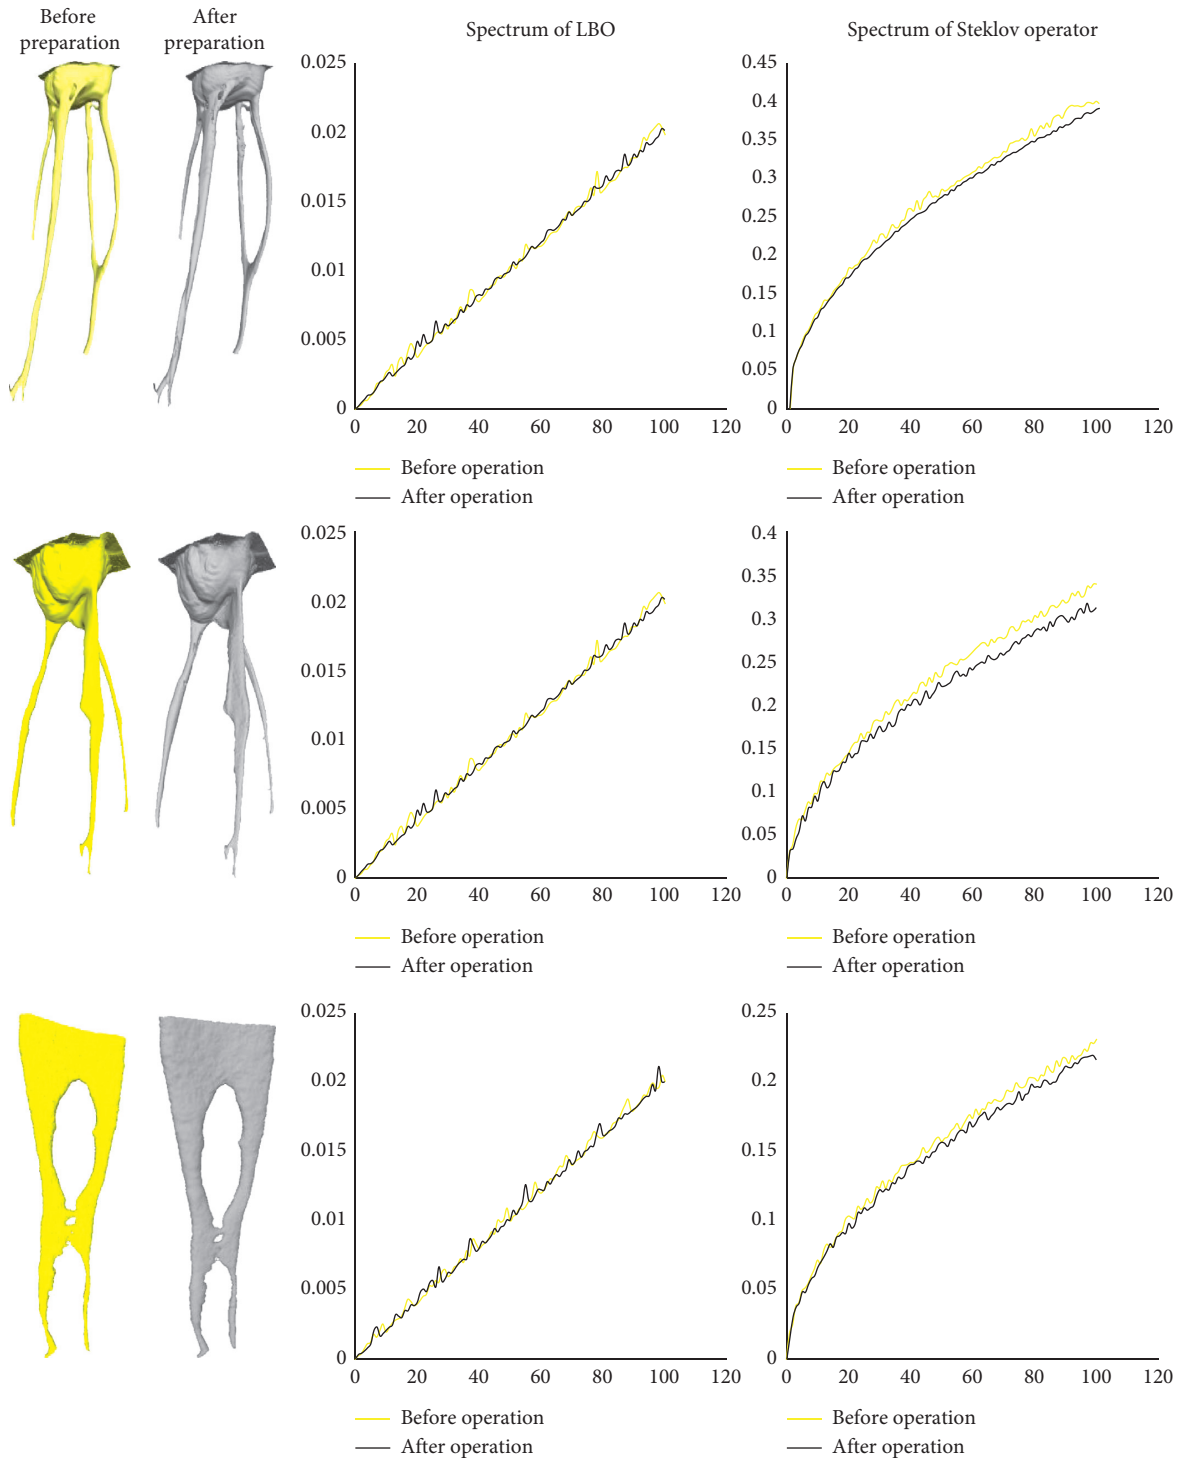 Before
preparation
After
preparation
Spectrum of LBO
Spectrum of Steklov operator
0.025
0.02
0.015
0.01
0.005
0
0 20 40 60 80 100 120
Before operation
After operation
0.45
0.4
0.35
0.3
0.25
0.2
0.15
0.1
0.05
0
0 20 40 60 80 100 120
Before operation
After operation
0.025
0.02
0.015
0.01
0.005
0
0 20 40 60 80 100 120
Before operation
After operation
0.4
0.35
0.3
0.25
0.2
0.15
0.1
0.05
0
0 20 40 60 80 100 120
Before operation
After operation
0.025
0.02
0.015
0.01
0.005
0
0 20 40 60 80 100 120
Before operation
After operation
0.25
0.2
0.15
0.1
0.05
0
0 20 40 60 80 100 120
Before operation
After operation